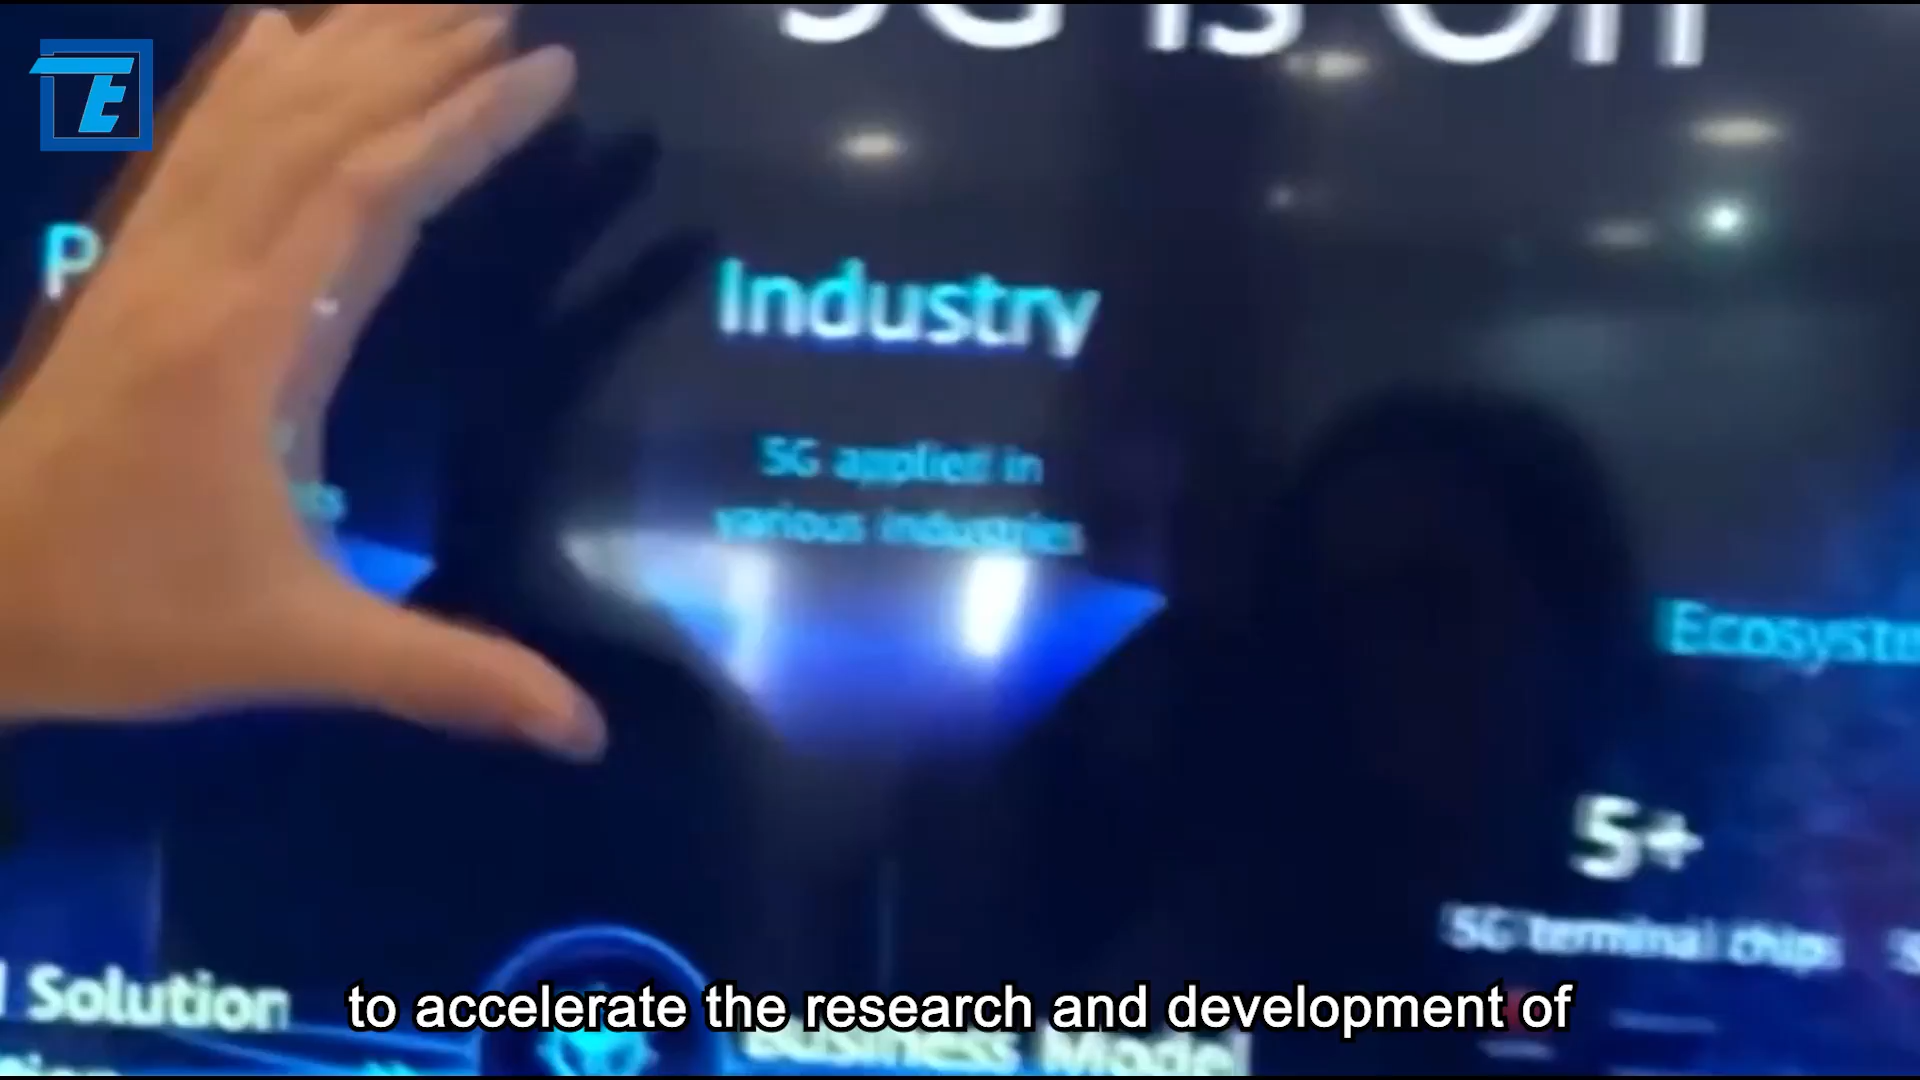 5G is On
TE
P
Industry
5G applied in
various industries
Ecosyste
5+
5G terminal chips
Solution
to accelerate the research and development of
Business Model